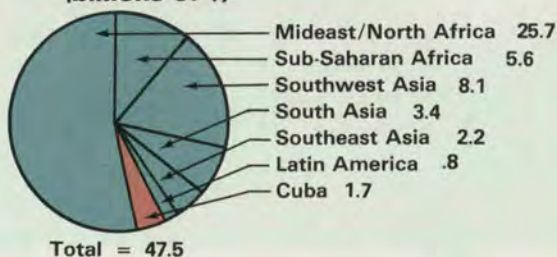 Mideast/North Africa 25.7
Sub-Saharan Africa 5.6
Southwest Asia 8.1
South Asia 3.4
Southeast Asia 2.2
Latin America .8
Cuba 1.7
Total = 47.5